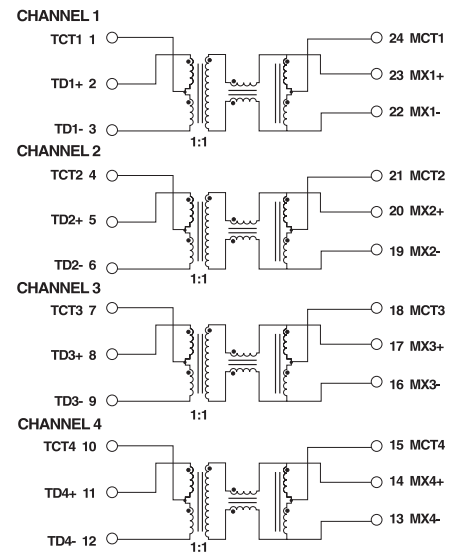 CHANNEL 1
TCT1 1
24 MCT1
TD1+ 2
23 MX1+
TD1- 3
22 MX1-
1:1
CHANNEL 2
TCT2 4
21 MCT2
TD2+ 5
20 MX2+
TD2- 6
19 MX2-
1:1
CHANNEL 3
TCT3 7
18 MCT3
TD3+ 8
17 MX3+
TD3- 9
16 MX3-
1:1
CHANNEL 4
TCT4 10
15 MCT4
TD4+ 11
14 MX4+
TD4- 12
13 MX4-
1:1